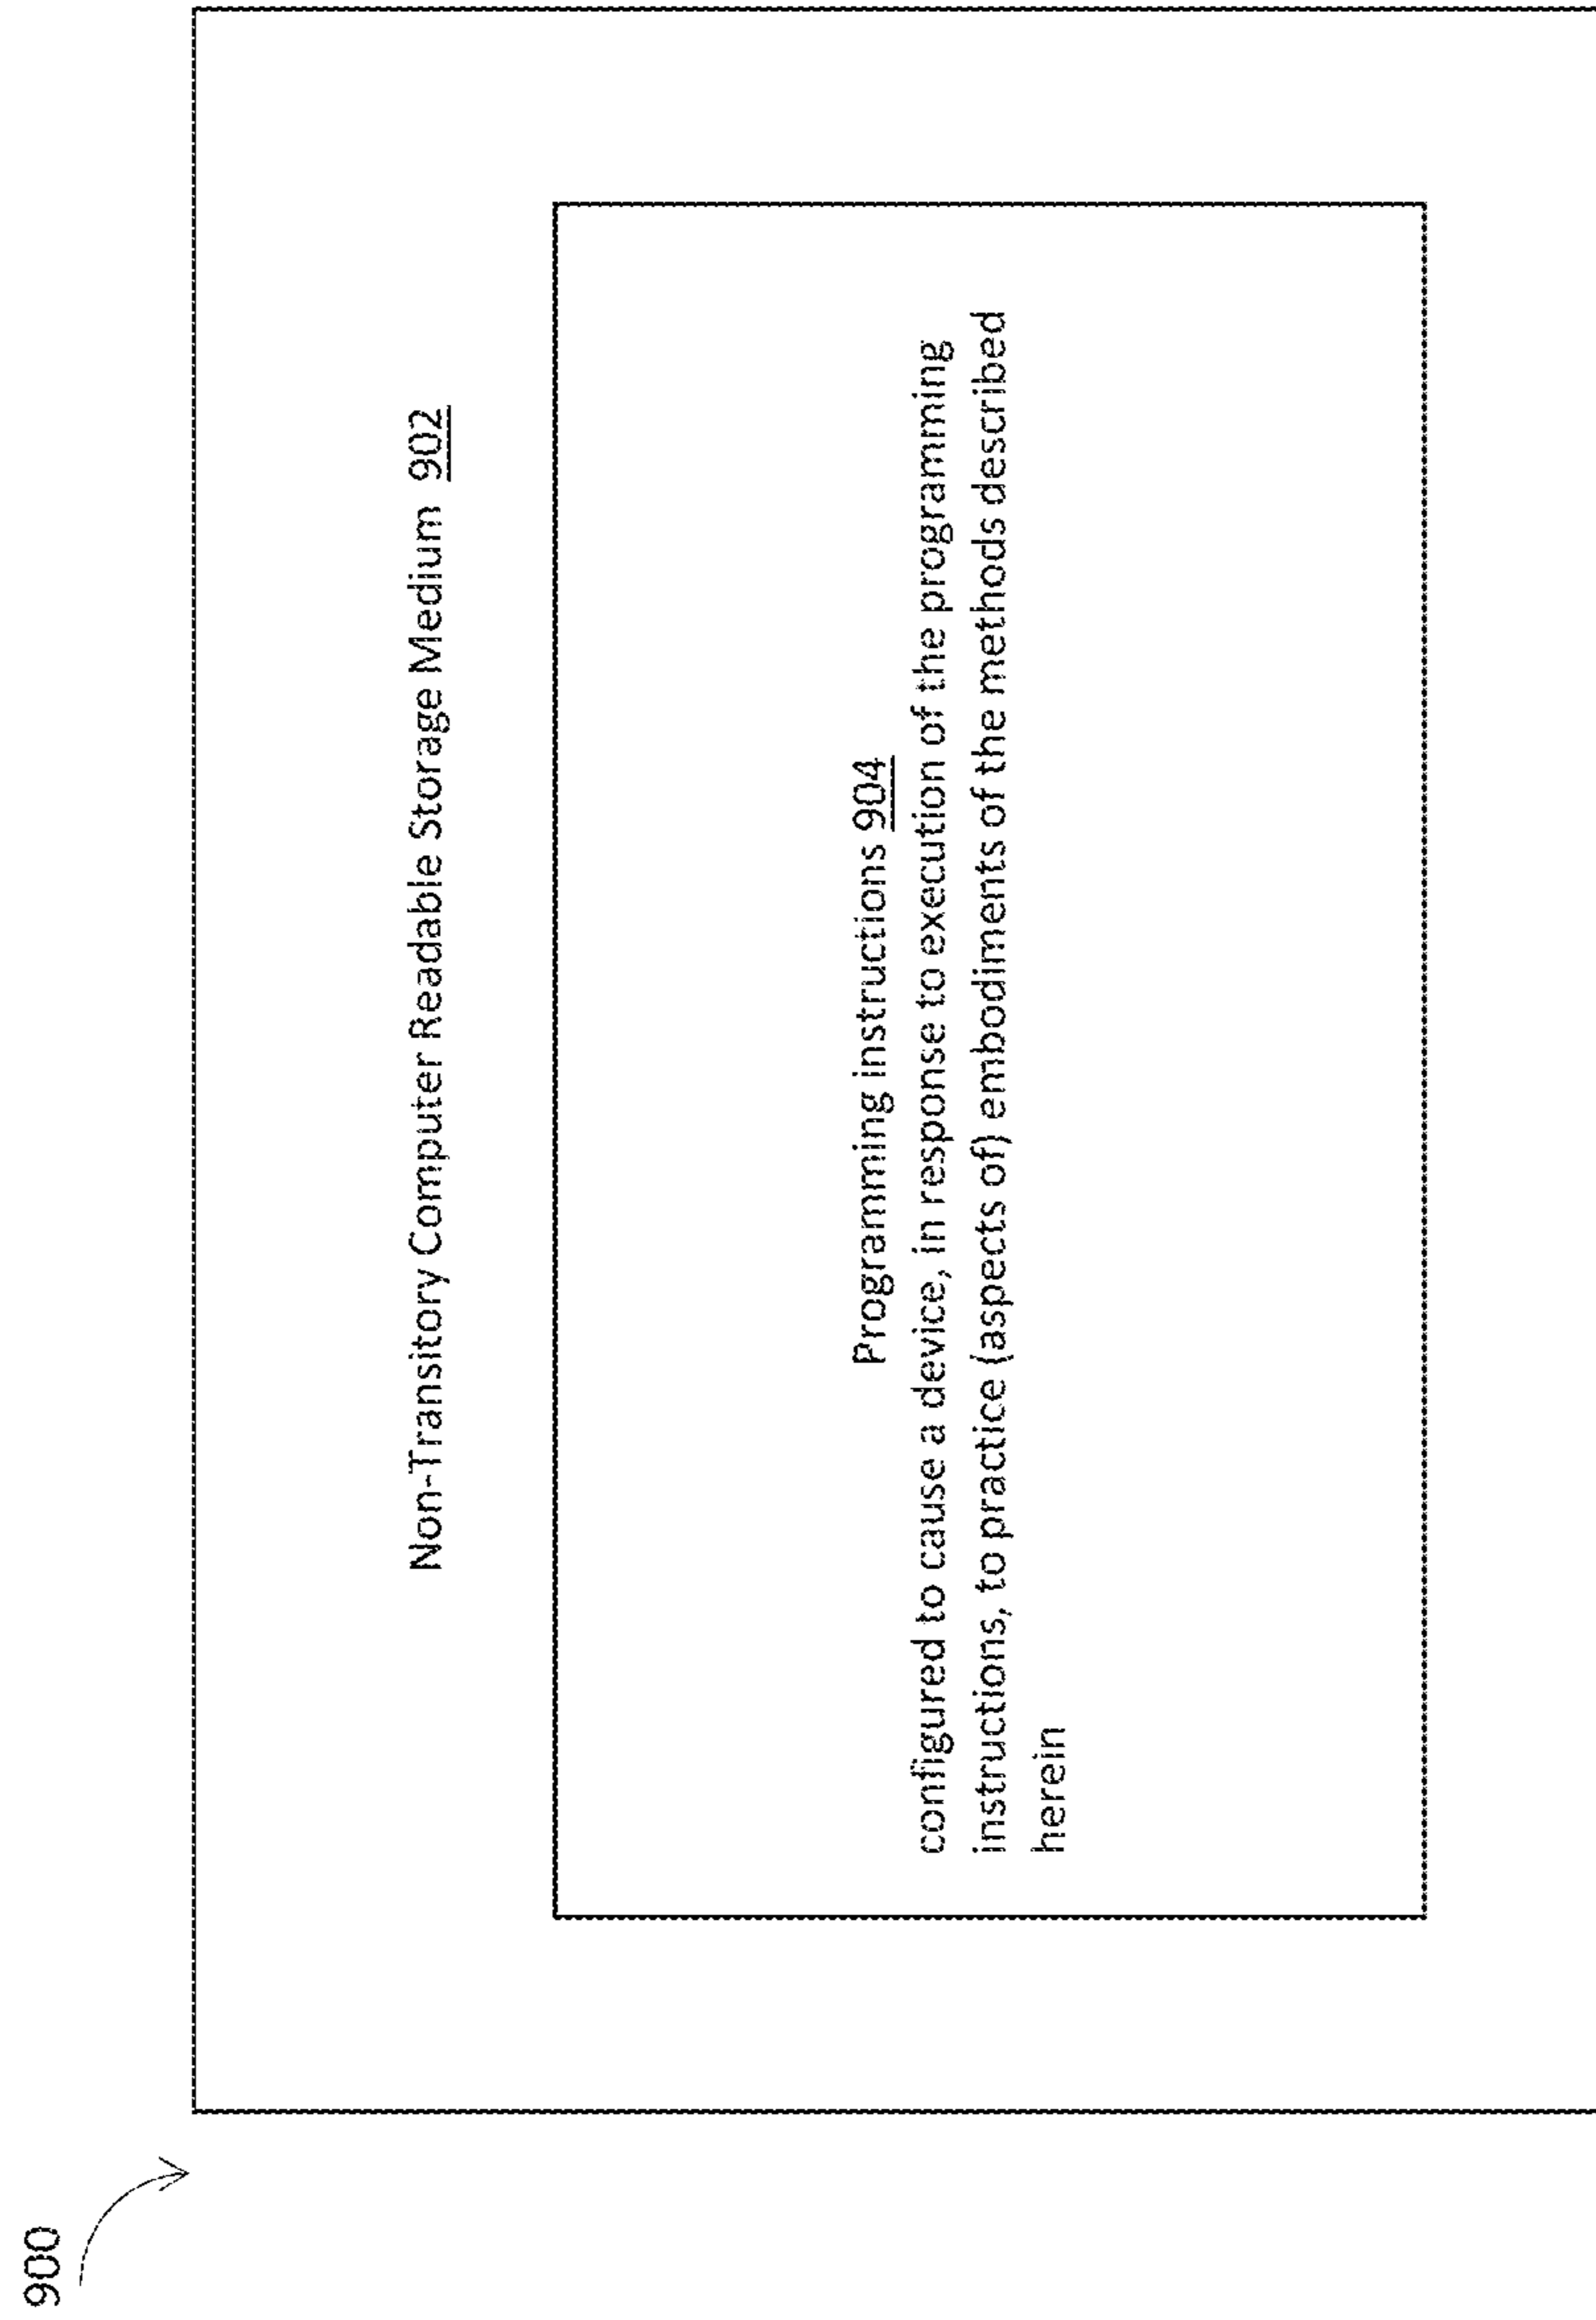 900
Non-Transitory Computer Readable Storage Medium 902
Programming instructions 904
configured to cause a device, in response to execution of the programming
instructions, to practice (aspects of) embodiments of the methods described
herein